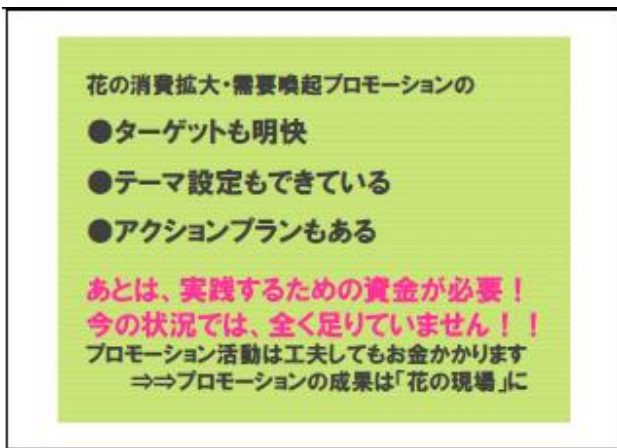 花の消費拡大・需要喚起プロモーションの
●ターゲットも明快
●テーマ設定もできている
●アクションプランもある
あとは、実践するための資金が必要！
今の状況では、全く足りていません！！
プロモーション活動は工夫してもお金かかります
⇒⇒プロモーションの成果は「花の現場」に